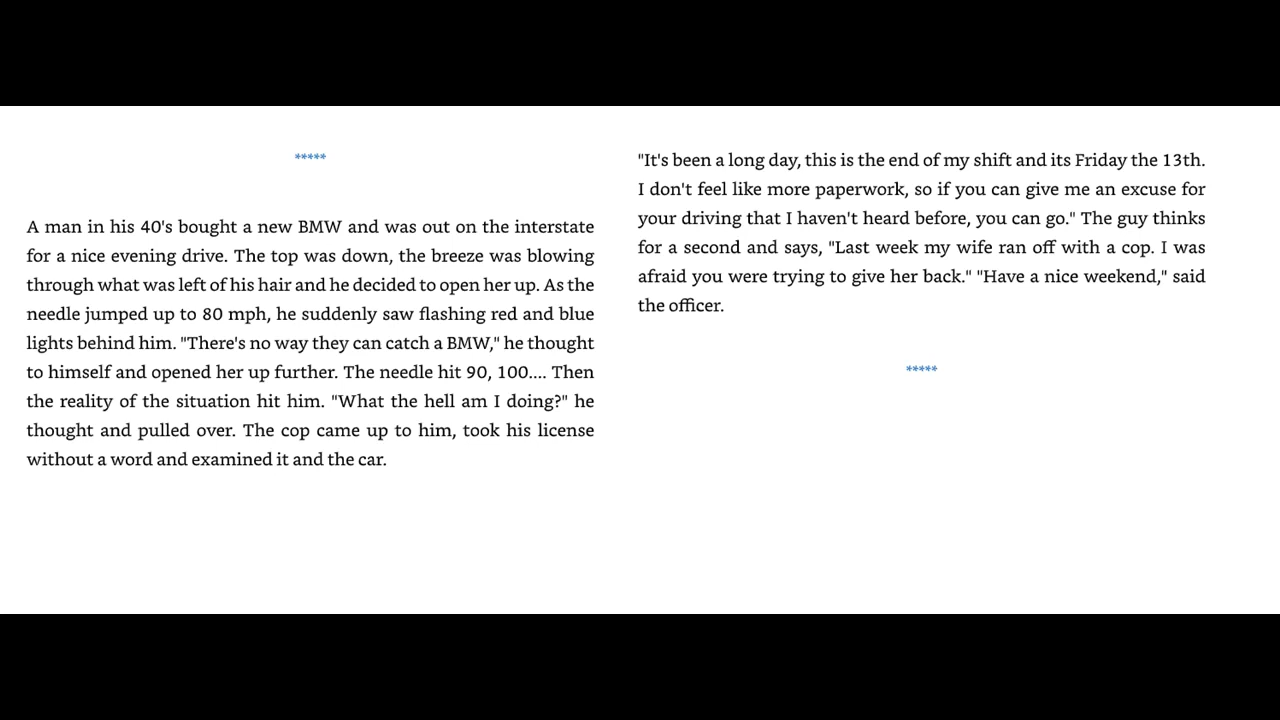 *****
A man in his 40's bought a new BMW and was out on the interstate
for a nice evening drive. The top was down, the breeze was blowing
through what was left of his hair and he decided to open her up. As the
needle jumped up to 80 mph, he suddenly saw flashing red and blue
lights behind him. "There's no way they can catch a BMW," he thought
to himself and opened her up further. The needle hit 90, 100.... Then
the reality of the situation hit him. "What the hell am I doing?" he
thought and pulled over. The cop came up to him, took his license
without a word and examined it and the car.
"It's been a long day, this is the end of my shift and its Friday the 13th.
I don't feel like more paperwork, so if you can give me an excuse for
your driving that I haven't heard before, you can go." The guy thinks
for a second and says, "Last week my wife ran off with a cop. I was
afraid you were trying to give her back." "Have a nice weekend," said
the officer.
*****